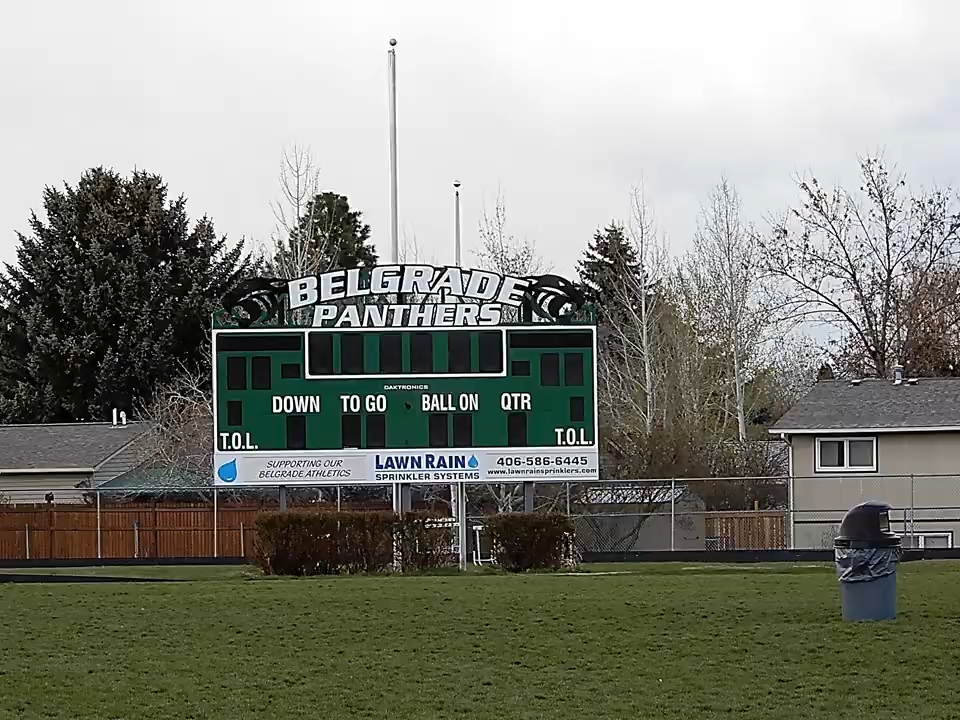 BELGRADE
PANTHERS
DAKTRONICS
DOWN TO GO BALL ON QTR
T.O.L. T.O.L.
SUPPORTING OUR
BELGRADE ATHLETICS
LAWN RAIN
SPRINKLER SYSTEMS
406-586-6445
www.lawnrainsprinklers.com